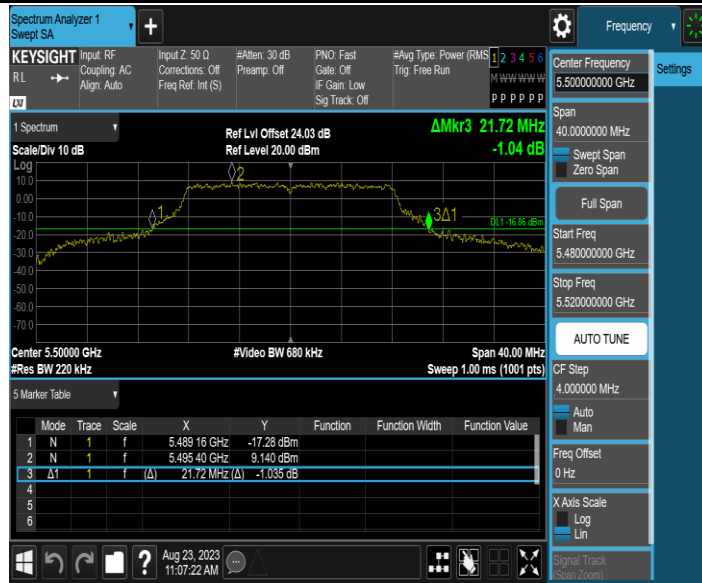 Spectrum Analyzer 1
Swept SA
+
Frequency
KEYSIGHT
RL
LXI
Input: RF
Coupling: AC
Align: Auto
Input Z: 50 Ω
Corrections: Off
Freq Ref: Int (S)
#Atten: 30 dB
Preamp: Off
PNO: Fast
Gate: Off
IF Gain: Low
Sig Track: Off
#Avg Type: Power (RMS
Trig: Free Run
1 2 3 4 5 6
M W W W W W
P P P P P P
1 Spectrum
Scale/Div 10 dB
Ref Lvl Offset 24.03 dB
Ref Level 20.00 dBm
ΔMkr3 21.72 MHz
-1.04 dB
Log
10.0
0.00
-10.0
-20.0
-30.0
-40.0
-50.0
-60.0
-70.0
1
2
3Δ1
DL1 -16.86 dBm
Center 5.50000 GHz
#Video BW 680 kHz
Span 40.00 MHz
#Res BW 220 kHz
Sweep 1.00 ms (1001 pts)
5 Marker Table
Mode Trace Scale X Y Function Function Width Function Value
1 N 1 f 5.489 16 GHz -17.28 dBm
2 N 1 f 5.495 40 GHz 9.140 dBm
3 Δ1 1 f (Δ) 21.72 MHz (Δ) -1.035 dB
4
5
6
?
Aug 23, 2023
11:07:22 AM
Center Frequency
5.500000000 GHz
Settings
Span
40.0000000 MHz
Swept Span
Zero Span
Full Span
Start Freq
5.480000000 GHz
Stop Freq
5.520000000 GHz
AUTO TUNE
CF Step
4.000000 MHz
Auto
Man
Freq Offset
0 Hz
X Axis Scale
Log
Lin
Signal Track
(Span Zoom)